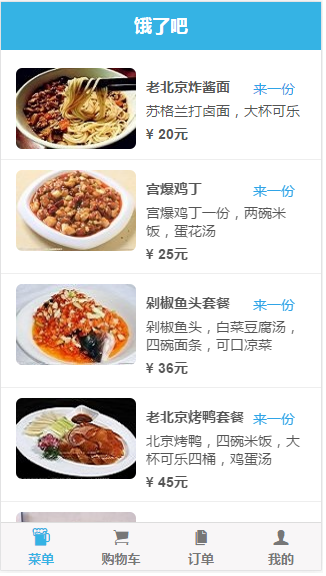 饿了吧
老北京炸酱面 来一份
苏格兰打卤面，大杯可乐
¥ 20元
宫爆鸡丁 来一份
宫爆鸡丁一份，两碗米
饭，蛋花汤
¥ 25元
剁椒鱼头套餐 来一份
剁椒鱼头，白菜豆腐汤，
四碗面条，可口凉菜
¥ 36元
老北京烤鸭套餐 来一份
北京烤鸭，四碗米饭，大
杯可乐四桶，鸡蛋汤
¥ 45元
菜单 购物车 订单 我的